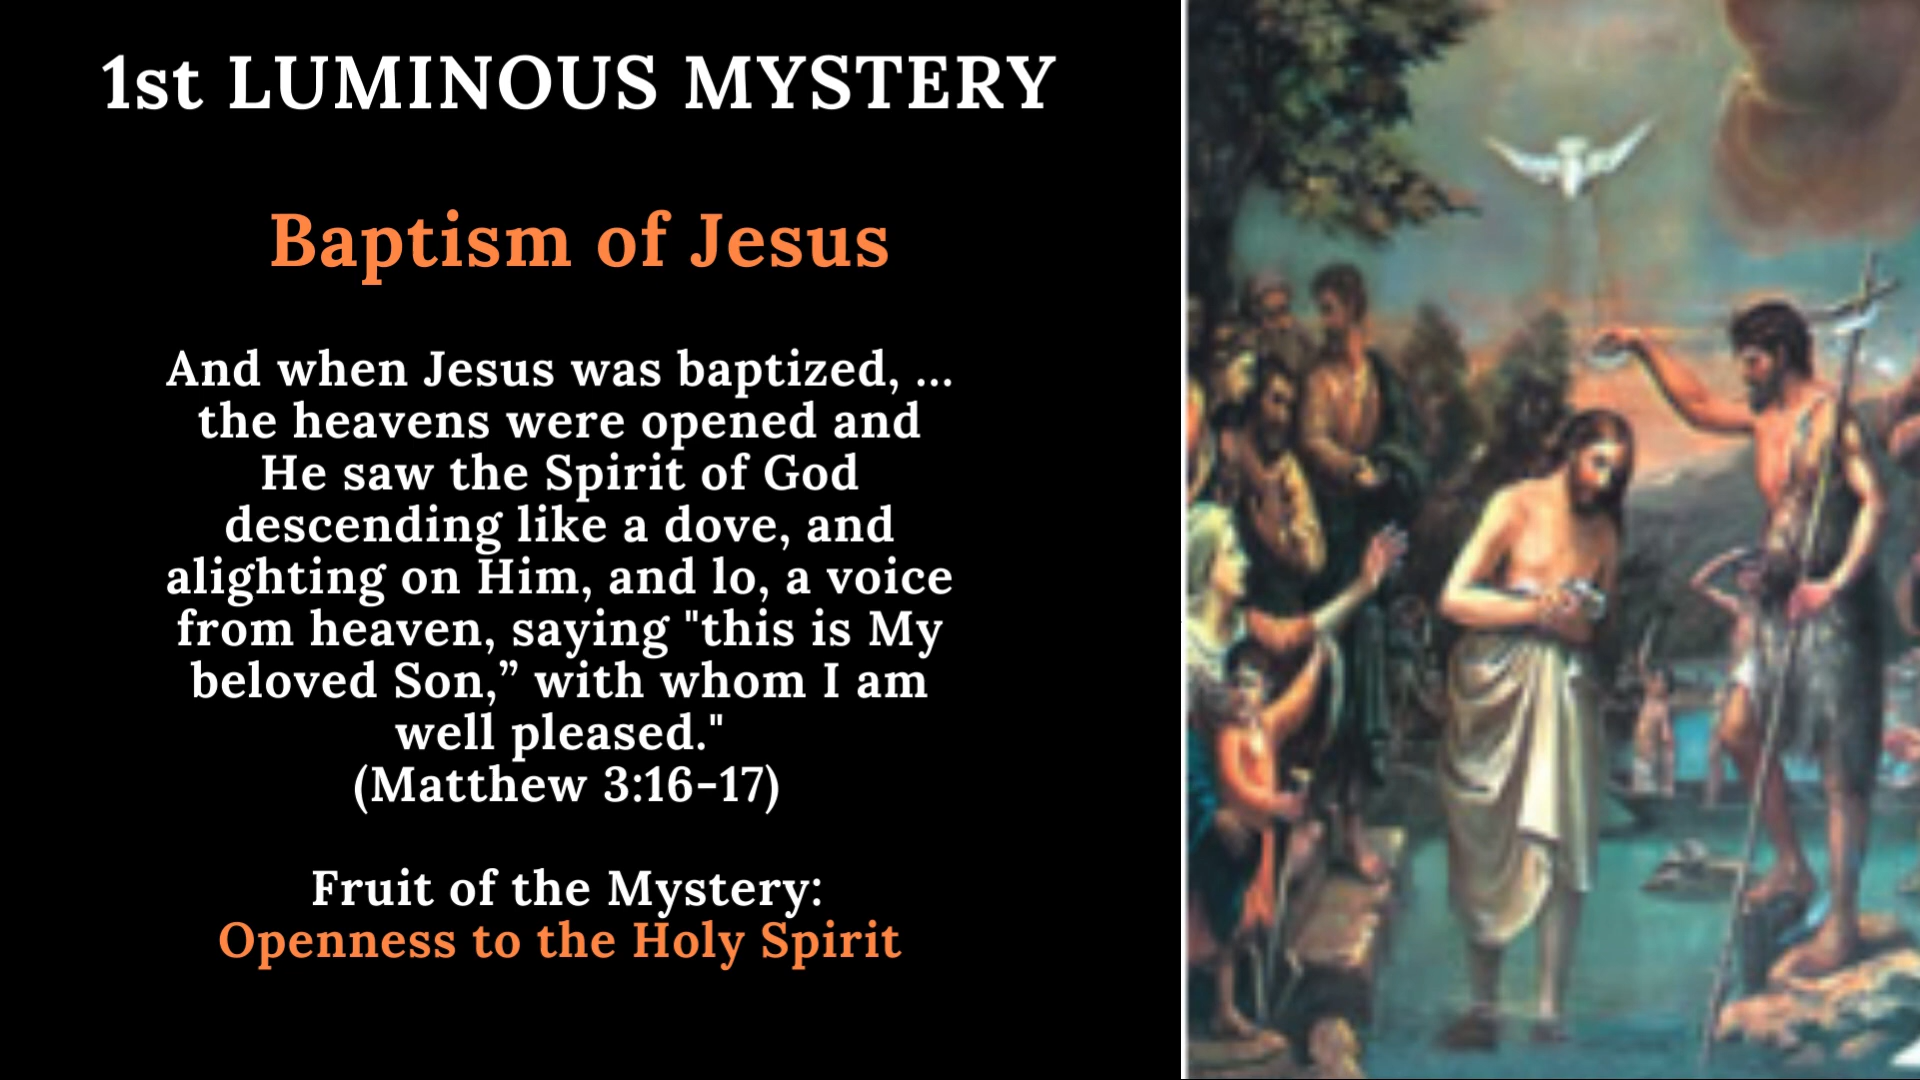 1st LUMINOUS MYSTERY
Baptism of Jesus
And when Jesus was baptized, ...
the heavens were opened and
He saw the Spirit of God
descending like a dove, and
alighting on Him, and lo, a voice
from heaven, saying "this is My
beloved Son,” with whom I am
well pleased."
(Matthew 3:16-17)
Fruit of the Mystery:
Openness to the Holy Spirit